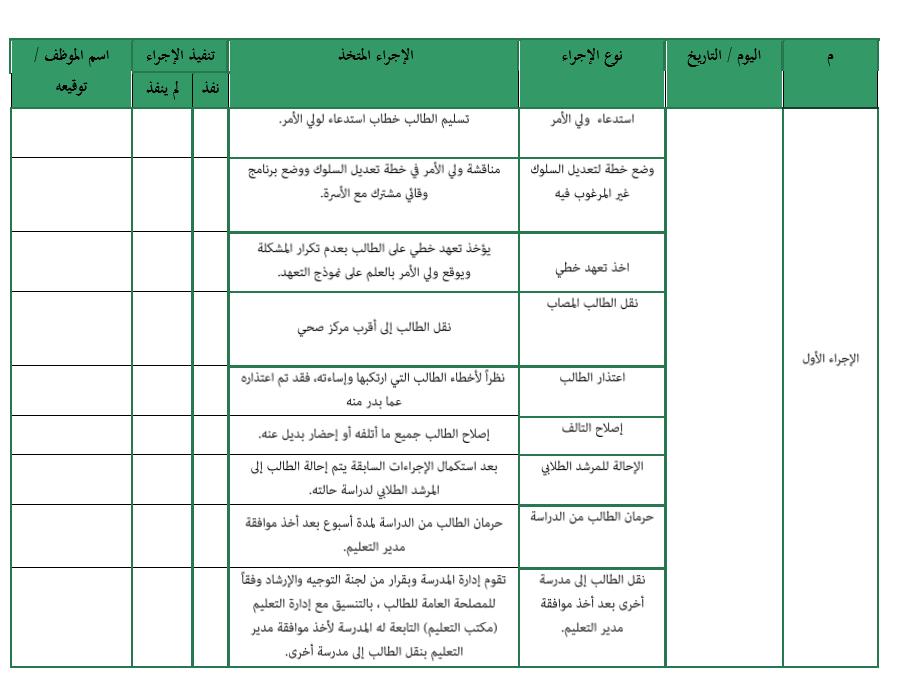 م
اليوم / التاريخ
نوع الإجراء
الإجراء المتخذ
تنفيذ الإجراء
نفذ
لم ينفذ
اسم الموظف /
توقيعه
الإجراء الأول
استدعاء ولي الأمر
تسليم الطالب خطاب استدعاء لولي الأمر.
وضع خطة لتعديل السلوك
غير المرغوب فيه
مناقشة ولي الأمر في خطة تعديل السلوك ووضع برنامج
وقائي مشترك مع الأسرة.
اخذ تعهد خطي
يؤخذ تعهد خطي على الطالب بعدم تكرار المشكلة
ويوقع ولي الأمر بالعلم على نموذج التعهد.
نقل الطالب المصاب
نقل الطالب إلى أقرب مركز صحي
اعتذار الطالب
نظراً لأخطاء الطالب التي ارتكبها وإساءته، فقد تم اعتذاره
عما بدر منه
إصلاح التالف
إصلاح الطالب جميع ما أتلفه أو إحضار بديل عنه.
الإحالة للمرشد الطلابي
بعد استكمال الإجراءات السابقة يتم إحالة الطالب إلى
المرشد الطلابي لدراسة حالته.
حرمان الطالب من الدراسة
حرمان الطالب من الدراسة لمدة أسبوع بعد أخذ موافقة
مدير التعليم.
نقل الطالب إلى مدرسة
أخرى بعد أخذ موافقة
مدير التعليم.
تقوم إدارة المدرسة وبقرار من لجنة التوجيه والإرشاد وفقاً
للمصلحة العامة للطالب ، بالتنسيق مع إدارة التعليم
(مكتب التعليم) التابعة له المدرسة لأخذ موافقة مدير
التعليم بنقل الطالب إلى مدرسة أخرى.